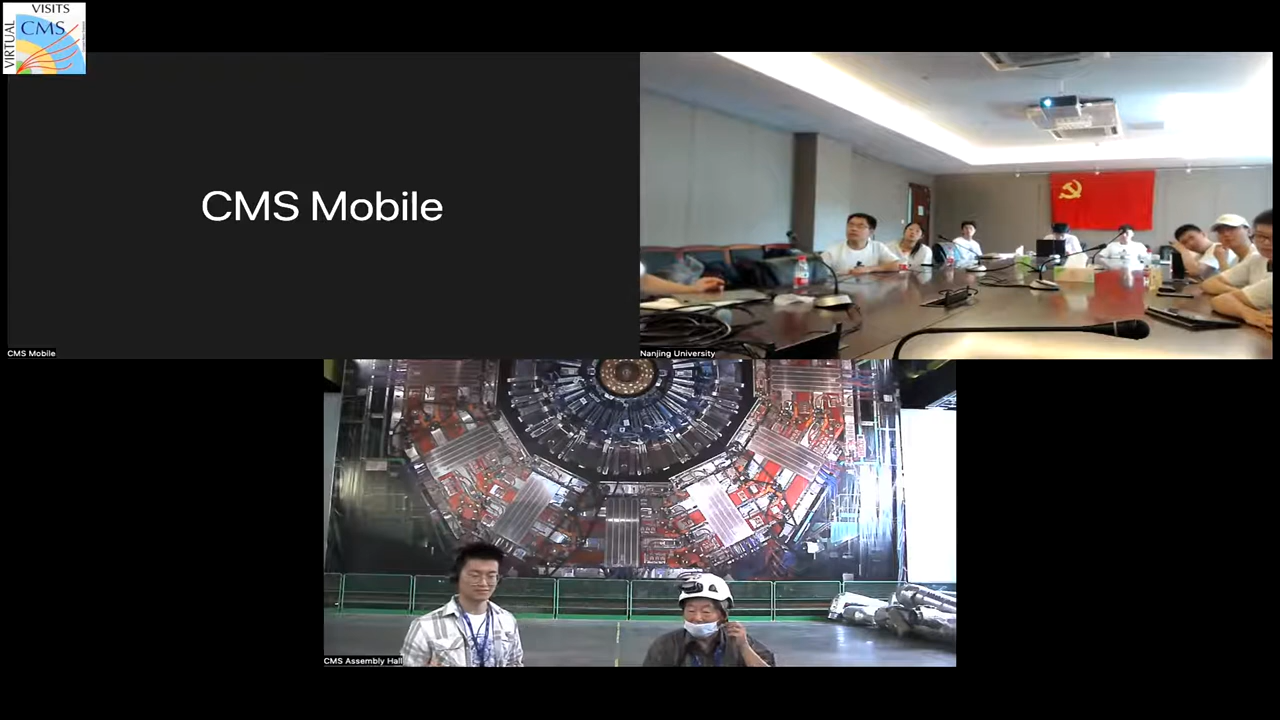 VISITS
VIRTUAL
CMS
CMS Mobile
CMS Mobile
Nanjing University
CMS Assembly Hall